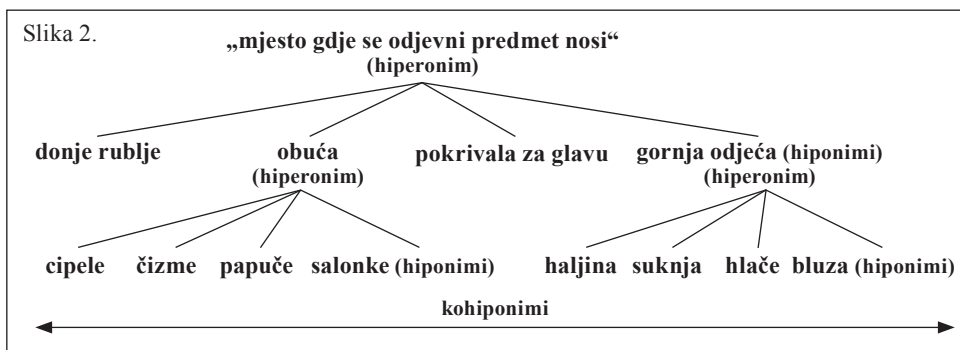 Slika 2.
„mjesto gdje se odjevni predmet nosi“
(hiperonim)
donje rublje obuća pokrivala za glavu gornja odjeća (hiponimi)
(hiperonim) (hiperonim)
cipele čizme papuče salonke (hiponimi) haljina suknja hlače bluza (hiponimi)
kohiponimi